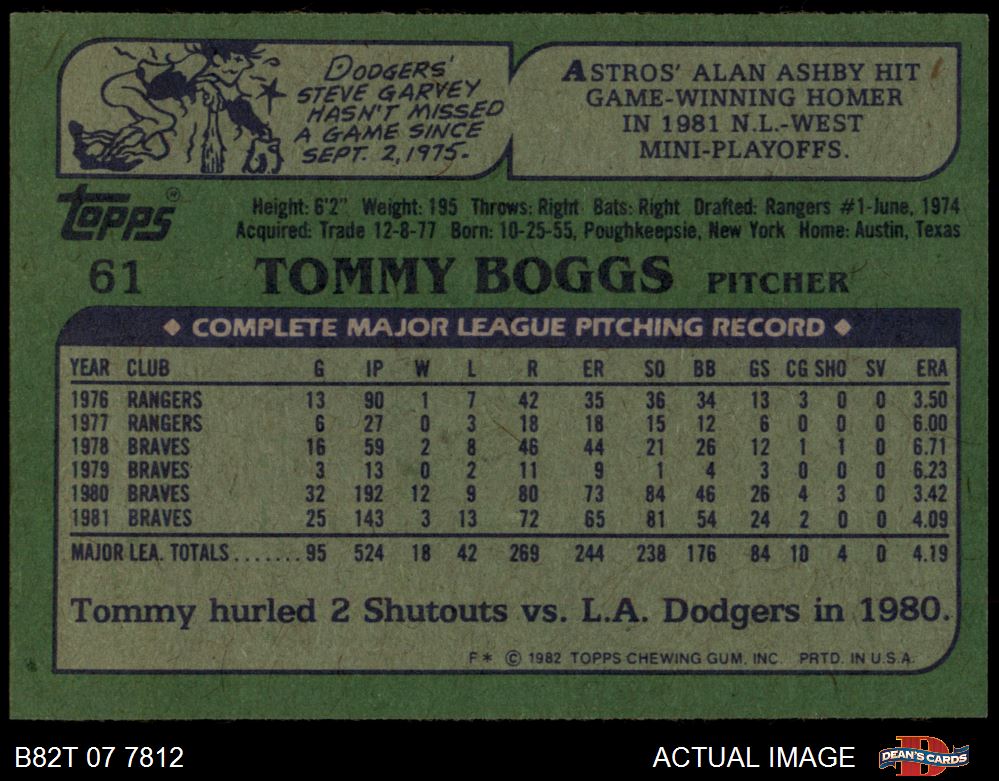 DODGERS'
STEVE GARVEY
HASN'T MISSED
A GAME SINCE
SEPT. 2, 1975.
ASTROS' ALAN ASHBY HIT
GAME-WINNING HOMER
IN 1981 N.L.-WEST
MINI-PLAYOFFS.
topps®
Height: 6'2" Weight: 195 Throws: Right Bats: Right Drafted: Rangers #1-June, 1974
Acquired: Trade 12-8-77 Born: 10-25-55, Poughkeepsie, New York Home: Austin, Texas
61 TOMMY BOGGS PITCHER
◆ COMPLETE MAJOR LEAGUE PITCHING RECORD ◆
YEAR CLUB G IP W L R ER SO BB GS CG SHO SV ERA
1976 RANGERS 13 90 1 7 42 35 36 34 13 3 0 0 3.50
1977 RANGERS 6 27 0 3 18 18 15 12 6 0 0 0 6.00
1978 BRAVES 16 59 2 8 46 44 21 26 12 1 1 0 6.71
1979 BRAVES 3 13 0 2 11 9 1 4 3 0 0 0 6.23
1980 BRAVES 32 192 12 9 80 73 84 46 26 4 3 0 3.42
1981 BRAVES 25 143 3 13 72 65 81 54 24 2 0 0 4.09
MAJOR LEA. TOTALS....... 95 524 18 42 269 244 238 176 84 10 4 0 4.19
Tommy hurled 2 Shutouts vs. L.A. Dodgers in 1980.
F* © 1982 TOPPS CHEWING GUM, INC. PRTD. IN U.S.A.
B82T 07 7812
ACTUAL IMAGE
D
DEAN'S CARDS